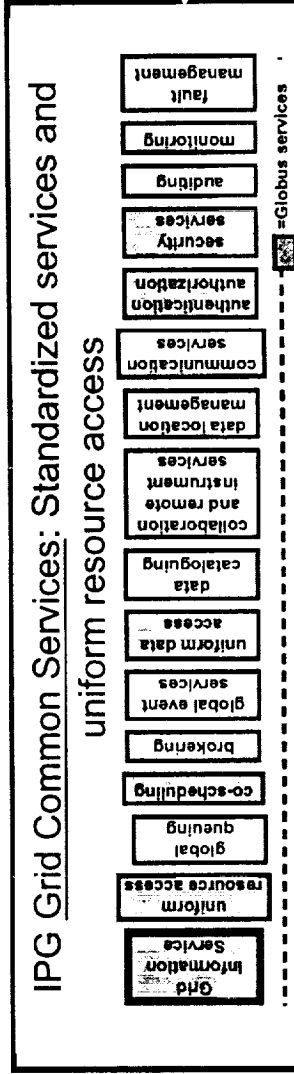 IPG Grid Common Services: Standardized services and
uniform resource access
Grid
Information
Service
uniform
resource access
global
queuing
co-scheduling
brokering
global event
services
uniform data
access
data
cataloguing
collaboration
and remote
instrument
services
data location
management
communication
services
authentication
authorization
security
services
auditing
monitoring
fault
management
=Globus services